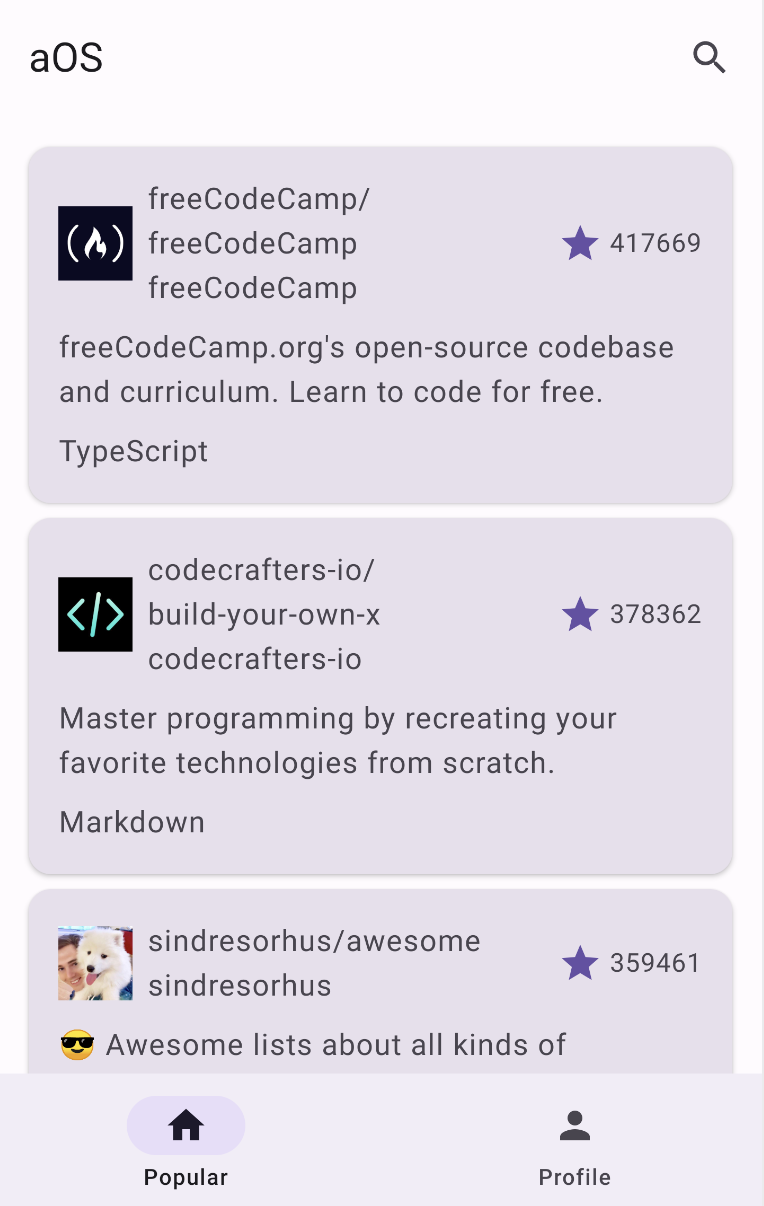 aOS
freeCodeCamp/
freeCodeCamp
freeCodeCamp
417669
freeCodeCamp.org's open-source codebase
and curriculum. Learn to code for free.
TypeScript
codecrafters-io/
build-your-own-x
codecrafters-io
378362
Master programming by recreating your
favorite technologies from scratch.
Markdown
sindresorhus/awesome
sindresorhus
359461
😎 Awesome lists about all kinds of
Popular
Profile